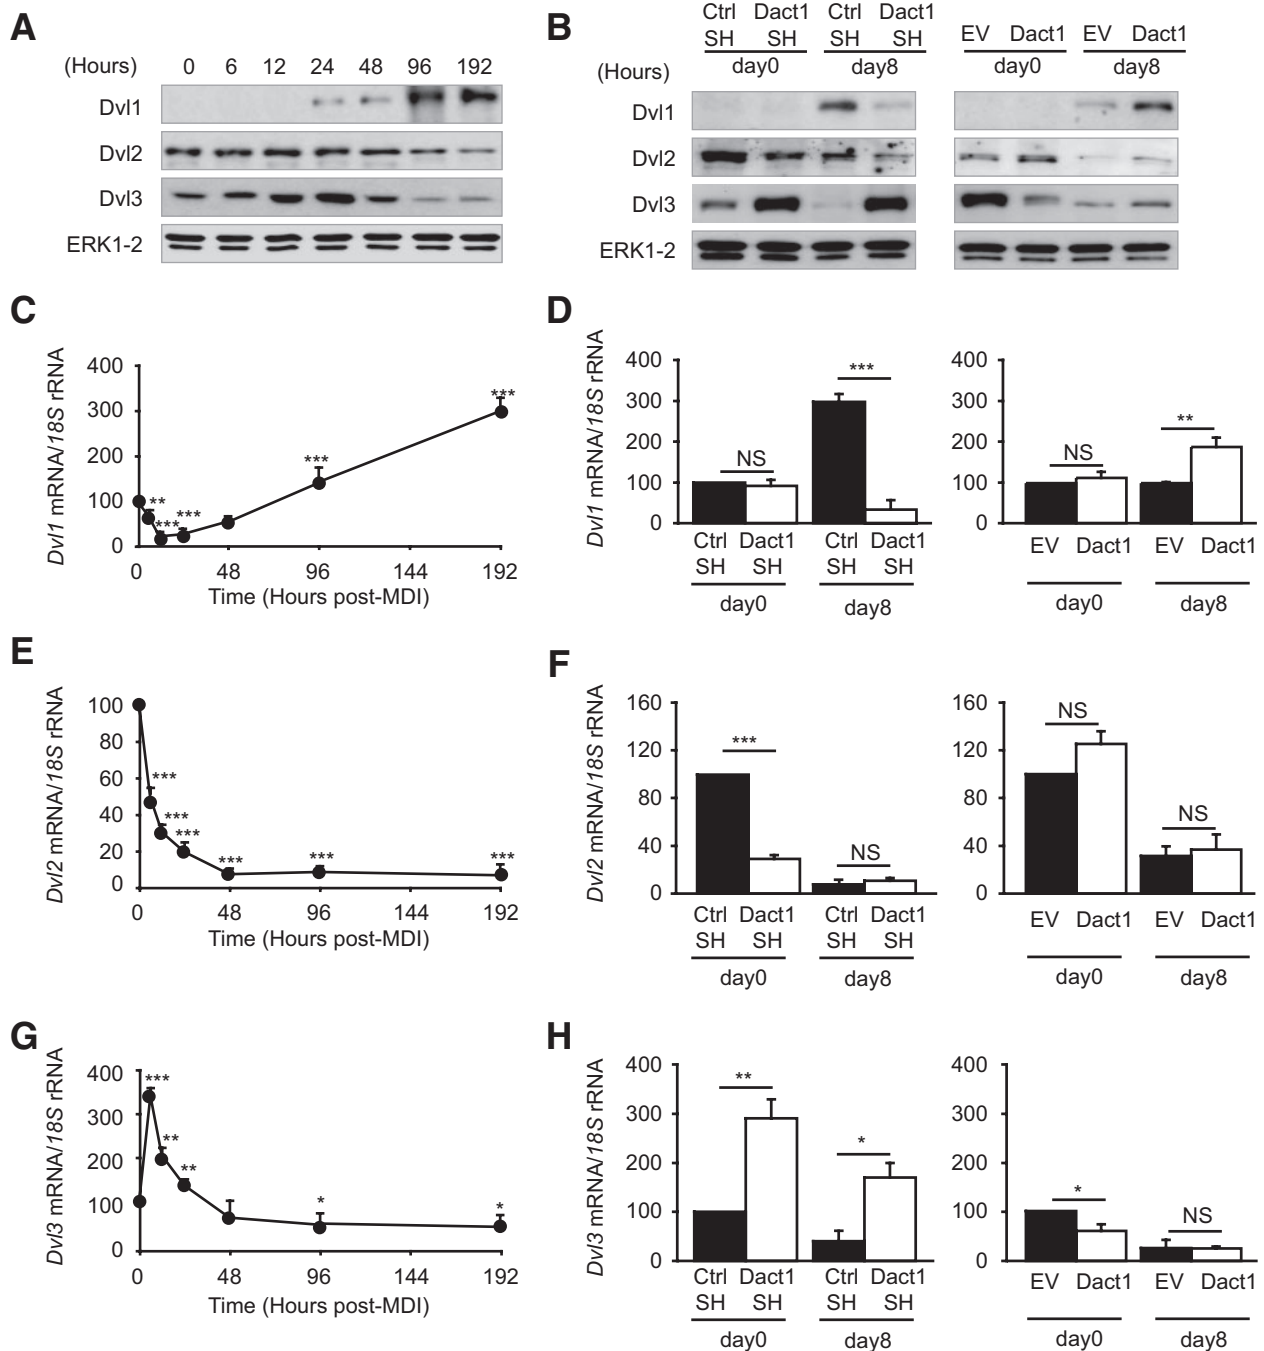 A
(Hours) 0 6 12 24 48 96 192
Dvl1
Dvl2
Dvl3
ERK1-2
B
Ctrl Dact1 Ctrl Dact1
SH SH SH SH
EV Dact1 EV Dact1
(Hours) day0 day8 day0 day8
Dvl1
Dvl2
Dvl3
ERK1-2
C
Dvl1 mRNA/18S rRNA
400
300
200
100
0
**
***
***
***
***
0 48 96 144 192
Time (Hours post-MDI)
D
Dvl1 mRNA/18S rRNA
400
300
200
100
0
NS
***
Ctrl Dact1 Ctrl Dact1
SH SH SH SH
day0 day8
400
300
200
100
0
NS
**
EV Dact1 EV Dact1
day0 day8
E
Dvl2 mRNA/18S rRNA
100
80
60
40
20
0
***
***
***
***
***
***
0 48 96 144 192
Time (Hours post-MDI)
F
Dvl2 mRNA/18S rRNA
160
120
80
40
0
***
NS
Ctrl Dact1 Ctrl Dact1
SH SH SH SH
day0 day8
160
120
80
40
0
NS
NS
EV Dact1 EV Dact1
day0 day8
G
Dvl3 mRNA/18S rRNA
400
300
200
100
0
***
**
**
*
*
0 48 96 144 192
Time (Hours post-MDI)
H
Dvl3 mRNA/18S rRNA
400
300
200
100
0
**
*
Ctrl Dact1 Ctrl Dact1
SH SH SH SH
day0 day8
400
300
200
100
0
*
NS
EV Dact1 EV Dact1
day0 day8